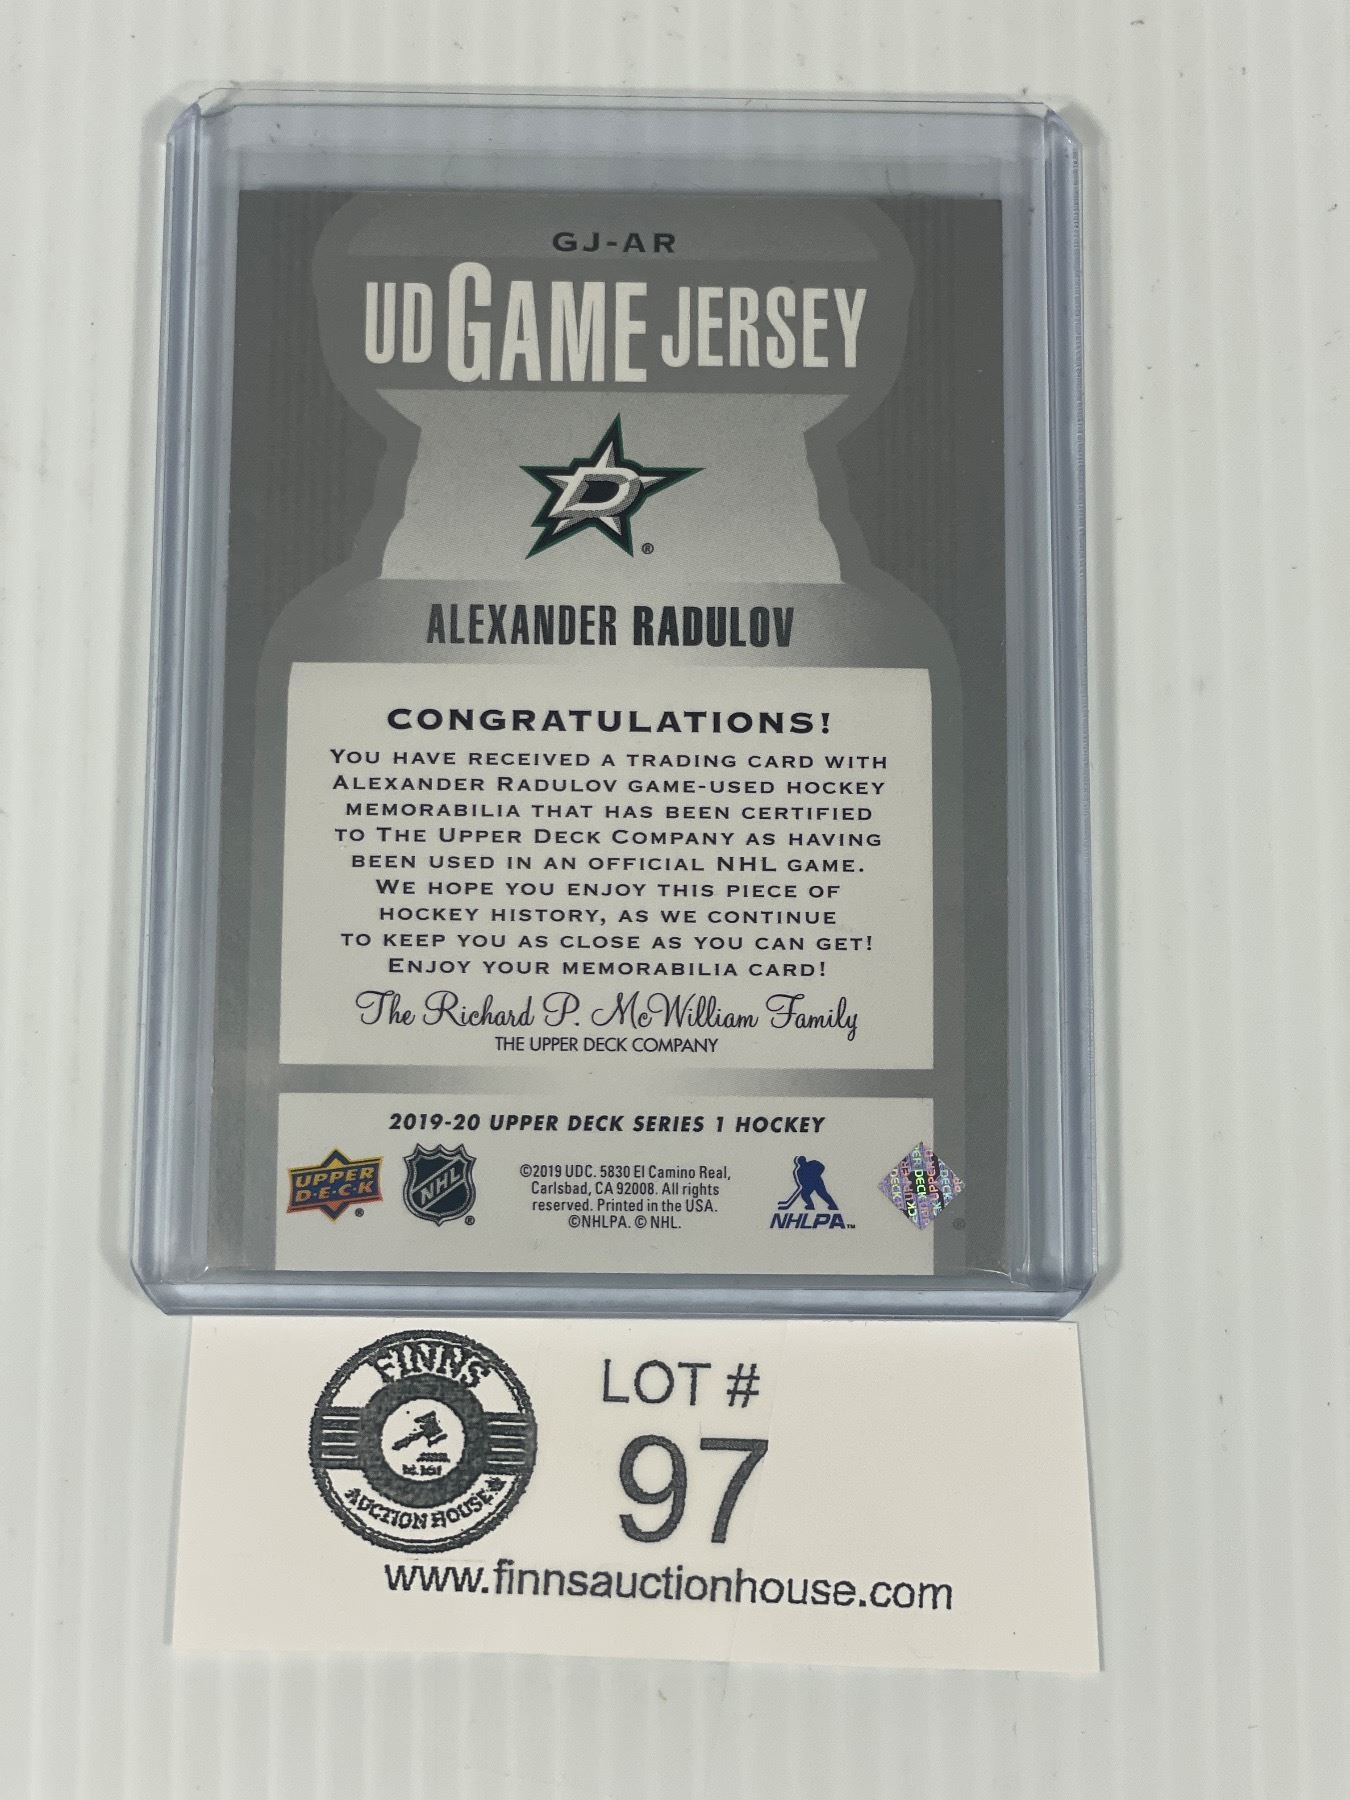 GJ-AR
UD GAME JERSEY
D
®
ALEXANDER RADULOV
CONGRATULATIONS!
YOU HAVE RECEIVED A TRADING CARD WITH
ALEXANDER RADULOV GAME-USED HOCKEY
MEMORABILIA THAT HAS BEEN CERTIFIED
TO THE UPPER DECK COMPANY AS HAVING
BEEN USED IN AN OFFICIAL NHL GAME.
WE HOPE YOU ENJOY THIS PIECE OF
HOCKEY HISTORY, AS WE CONTINUE
TO KEEP YOU AS CLOSE AS YOU CAN GET!
ENJOY YOUR MEMORABILIA CARD!
The Richard P. McWilliam Family
THE UPPER DECK COMPANY
2019-20 UPPER DECK SERIES 1 HOCKEY
UPPER D·E·C·K ®
NHL ®
©2019 UDC. 5830 El Camino Real,
Carlsbad, CA 92008. All rights
reserved. Printed in the USA.
©NHLPA. © NHL.
NHLPA™
UPPER DECK
®
FINNS
AUCTION HOUSE
LOT #
97
www.finnsauctionhouse.com